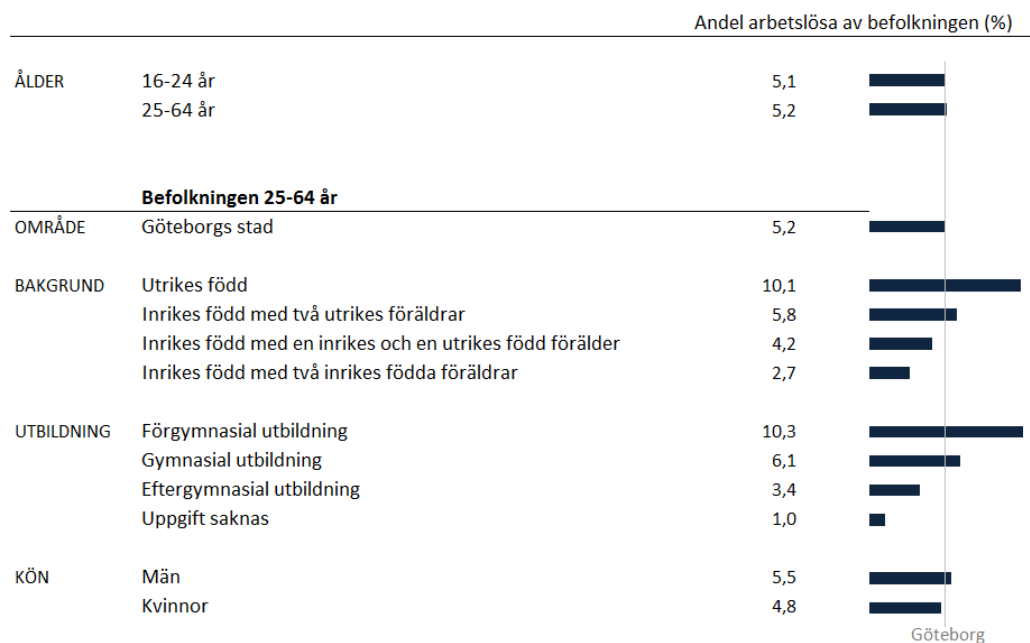 Andel arbetslösa av befolkningen (%)
ÅLDER 16-24 år 5,1
25-64 år 5,2
Befolkningen 25-64 år
OMRÅDE Göteborgs stad 5,2
BAKGRUND Utrikes född 10,1
Inrikes född med två utrikes föräldrar 5,8
Inrikes född med en inrikes och en utrikes född förälder 4,2
Inrikes född med två inrikes födda föräldrar 2,7
UTBILDNING Förgymnasial utbildning 10,3
Gymnasial utbildning 6,1
Eftergymnasial utbildning 3,4
Uppgift saknas 1,0
KÖN Män 5,5
Kvinnor 4,8
Göteborg